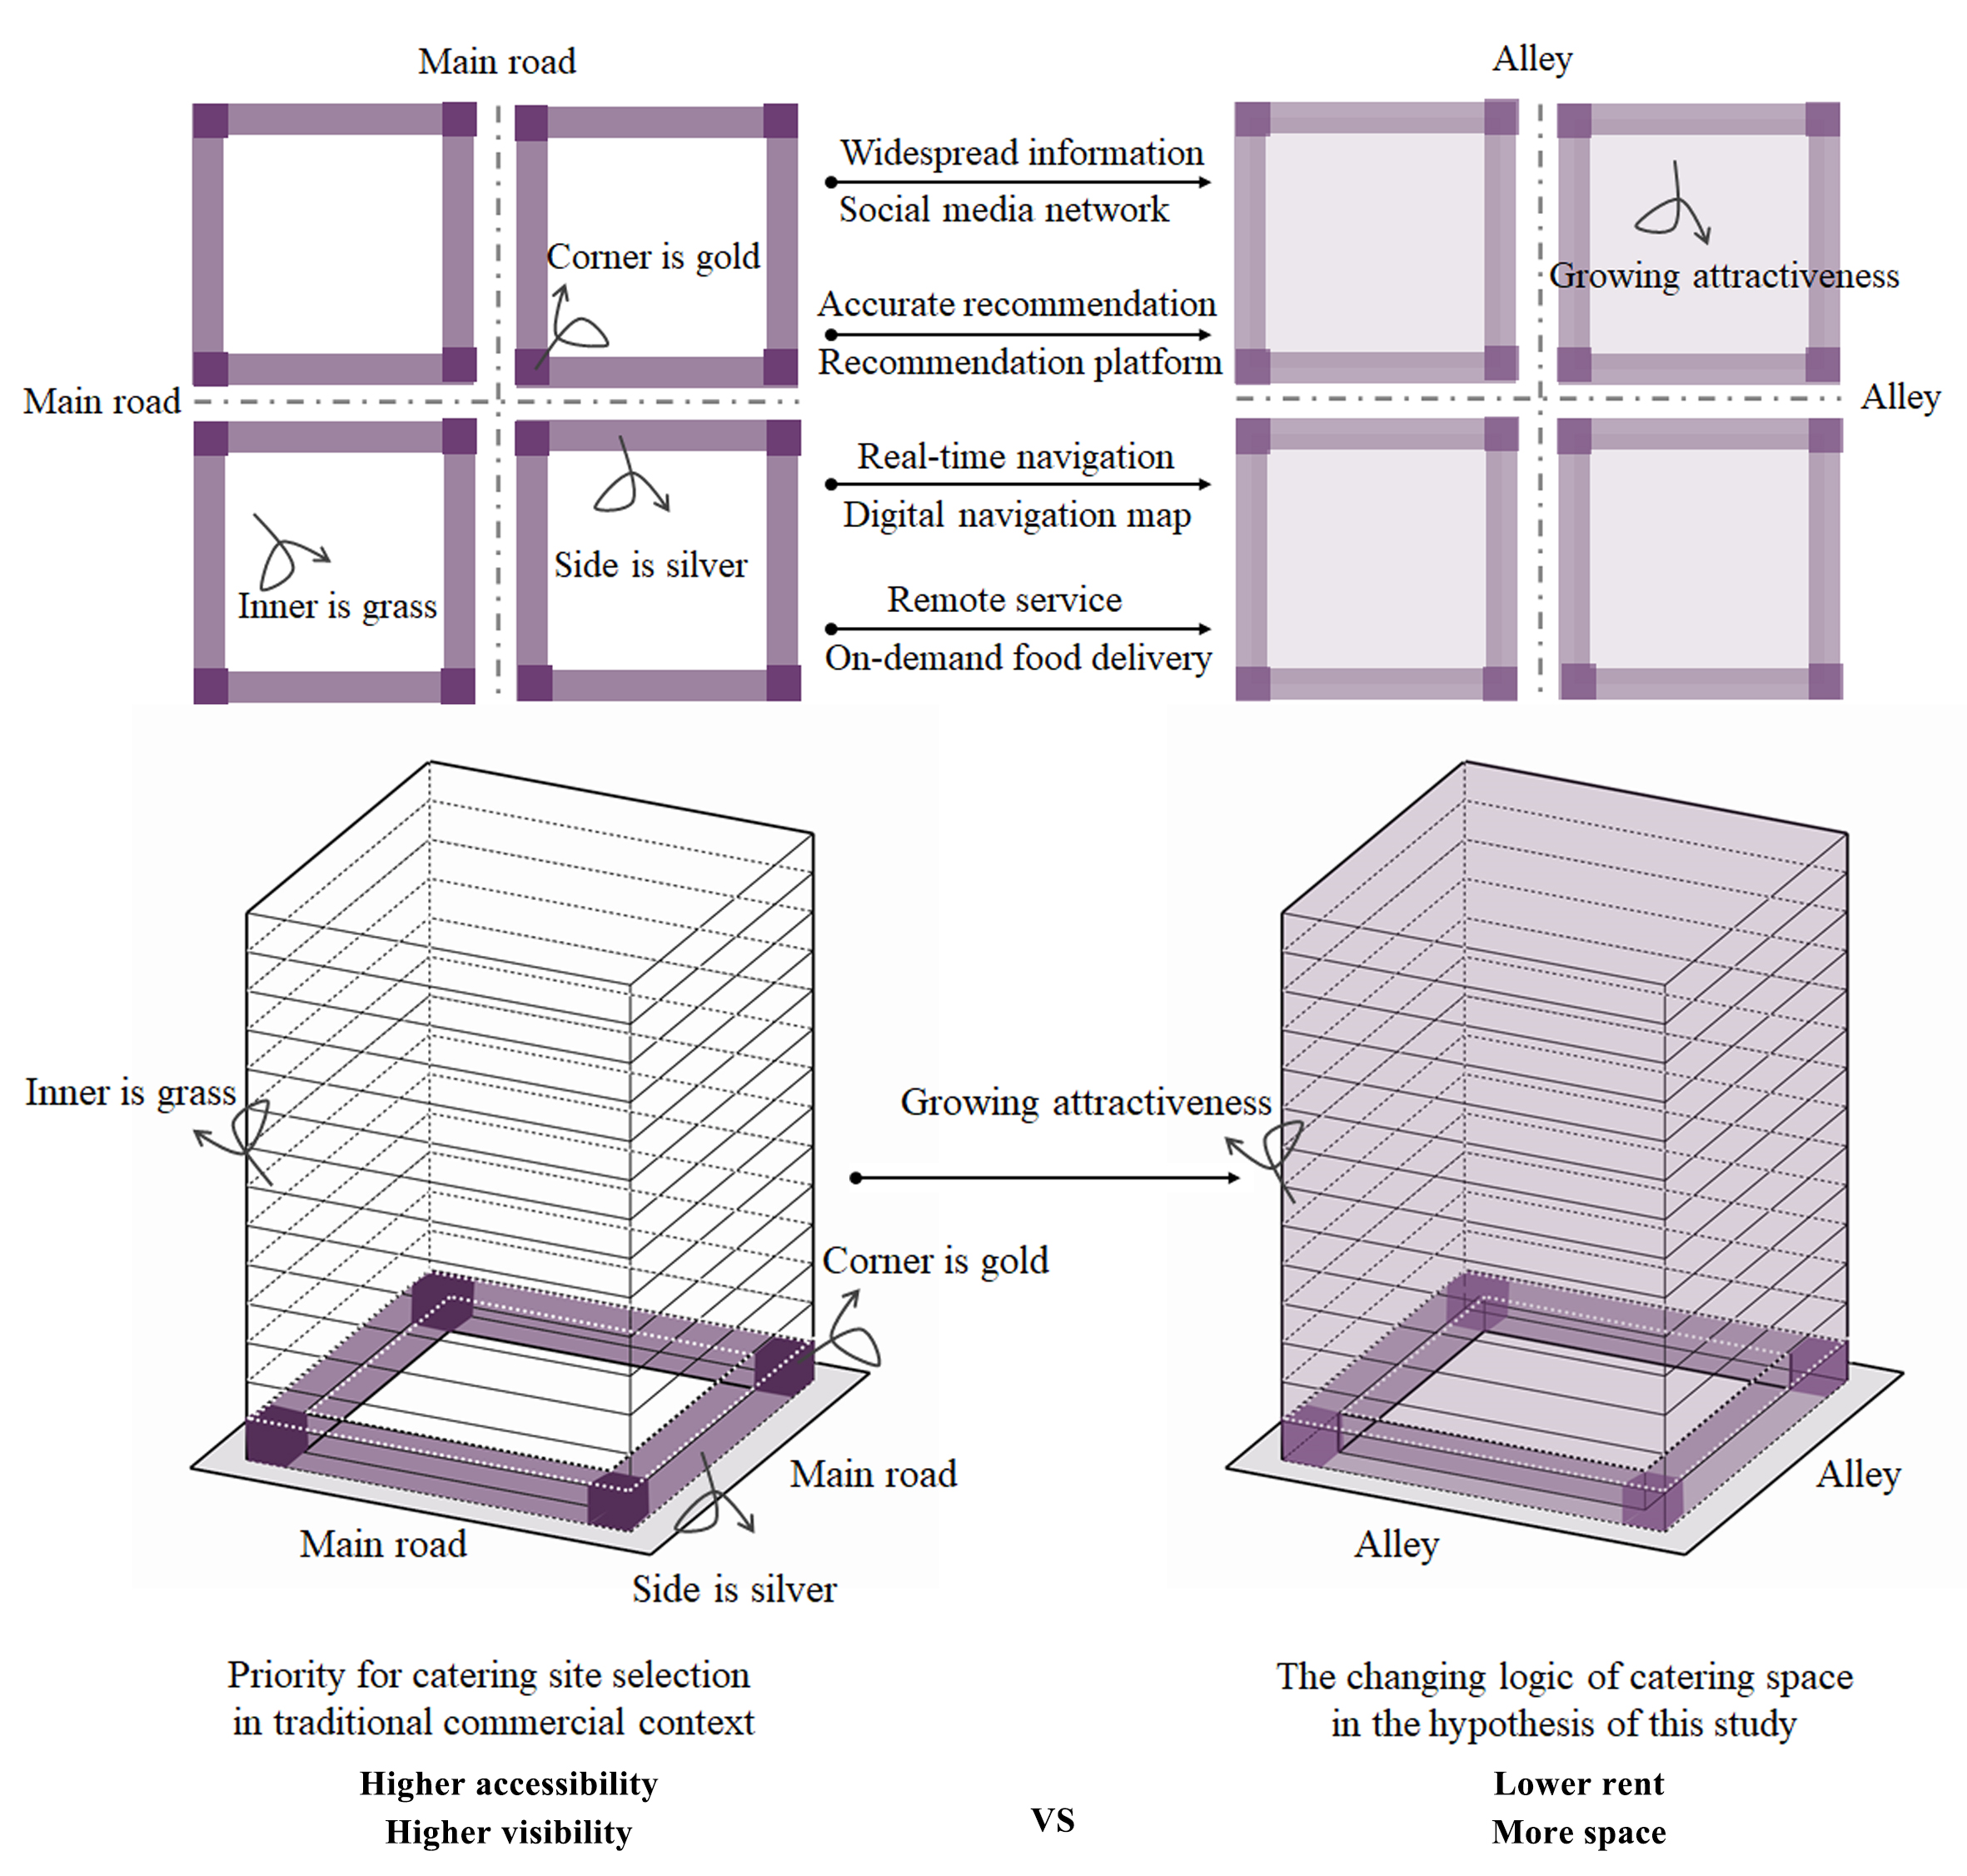 Main road
Alley
Widespread information
Social media network
Corner is gold
Growing attractiveness
Accurate recommendation
Recommendation platform
Main road
Alley
Real-time navigation
Digital navigation map
Side is silver
Inner is grass
Remote service
On-demand food delivery
Inner is grass
Growing attractiveness
Corner is gold
Main road
Main road
Side is silver
Alley
Alley
Priority for catering site selection
in traditional commercial context
Higher accessibility
Higher visibility
VS
The changing logic of catering space
in the hypothesis of this study
Lower rent
More space